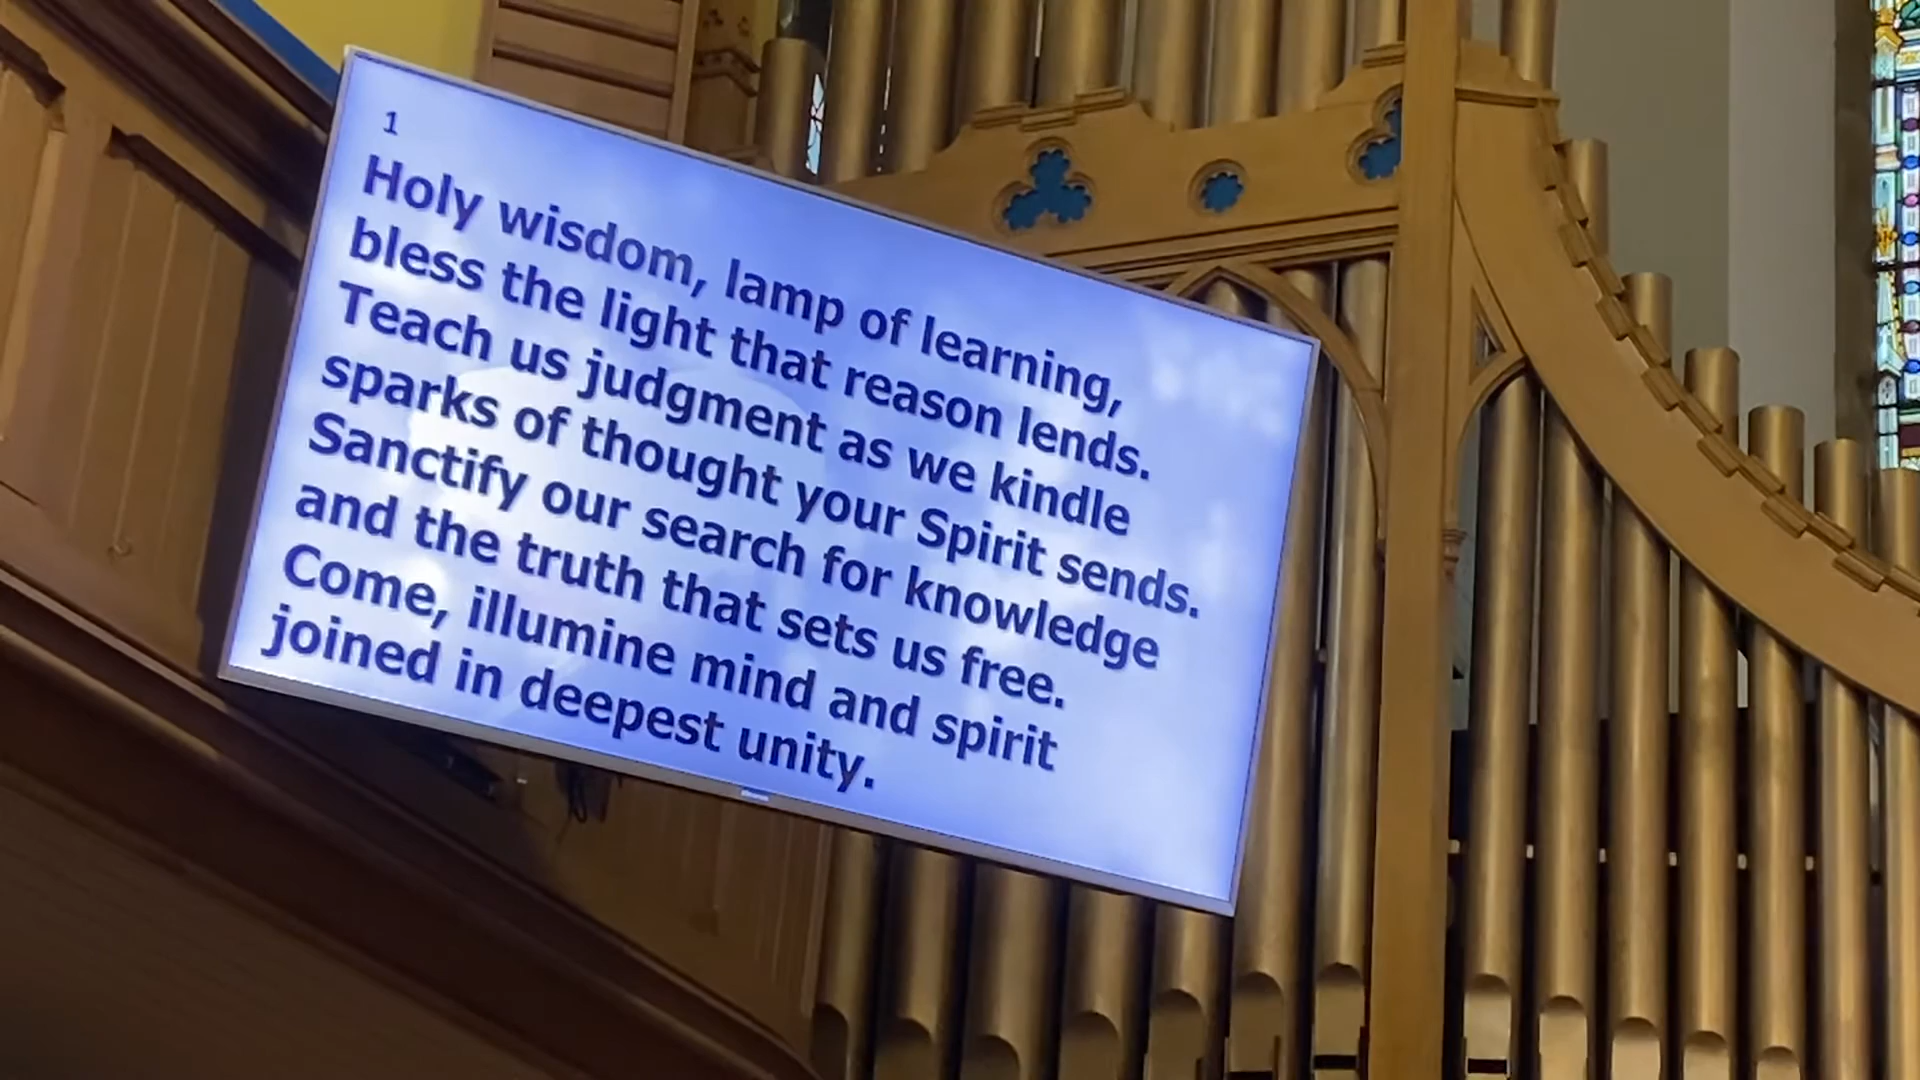 1
Holy wisdom, lamp of learning,
bless the light that reason lends.
Teach us judgment as we kindle
sparks of thought your Spirit sends.
Sanctify our search for knowledge
and the truth that sets us free.
Come, illumine mind and spirit
joined in deepest unity.